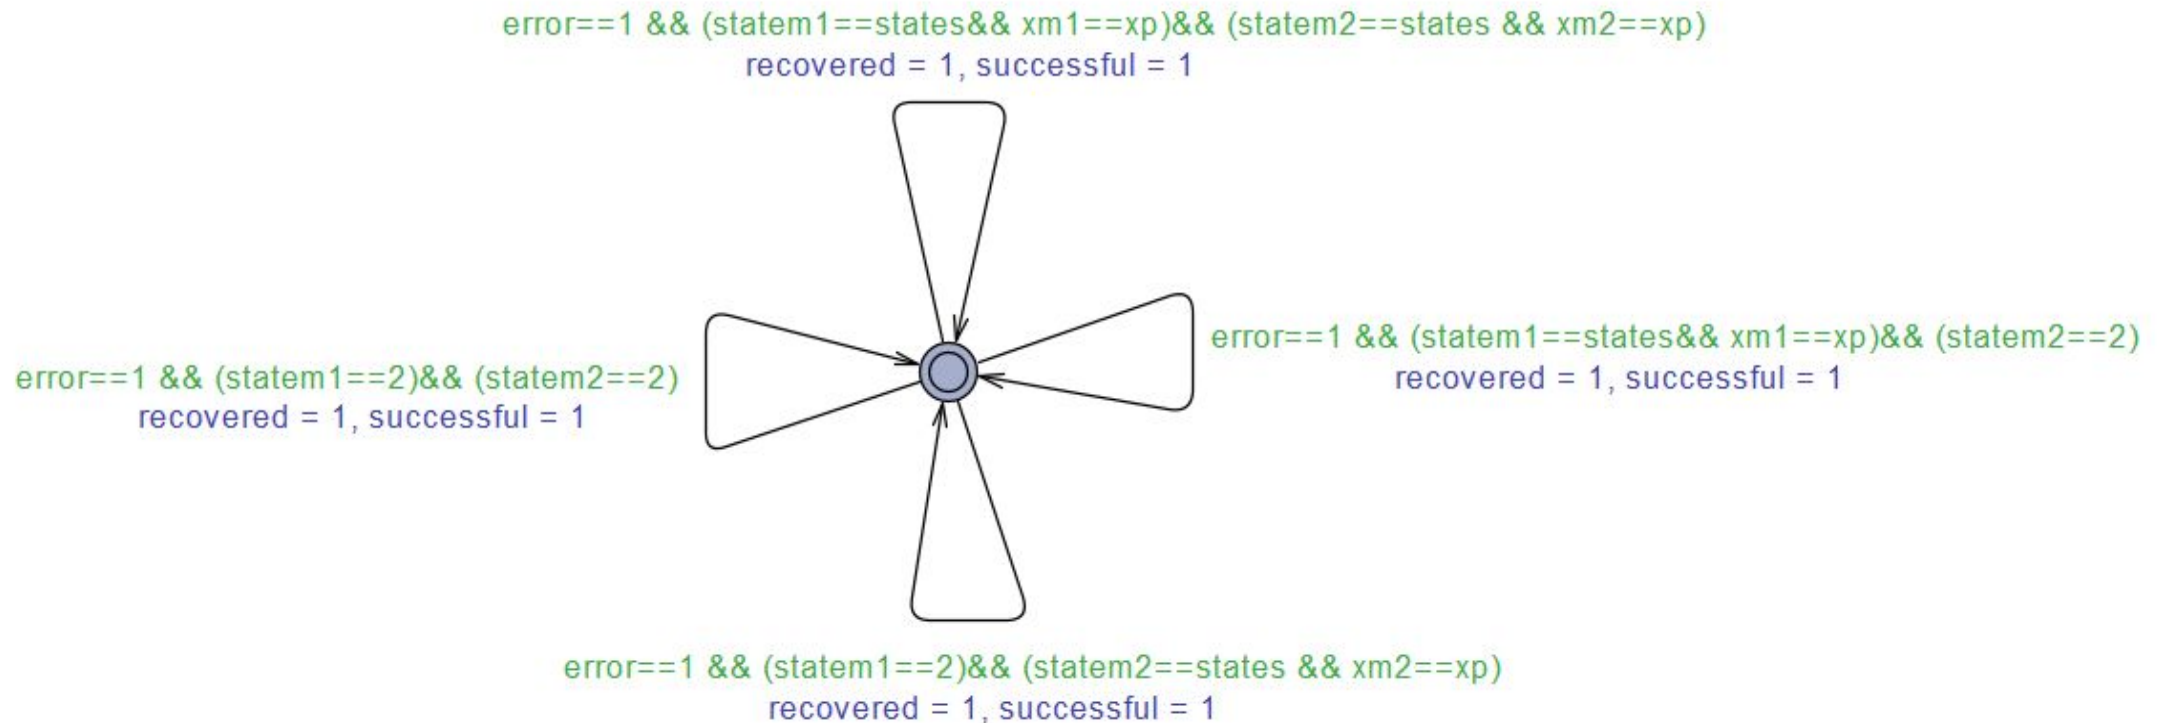 error==1 && (statem1==states&& xm1==xp)&& (statem2==states && xm2==xp)
recovered = 1, successful = 1
error==1 && (statem1==states&& xm1==xp)&& (statem2==2)
recovered = 1, successful = 1
error==1 && (statem1==2)&& (statem2==2)
recovered = 1, successful = 1
error==1 && (statem1==2)&& (statem2==states && xm2==xp)
recovered = 1, successful = 1